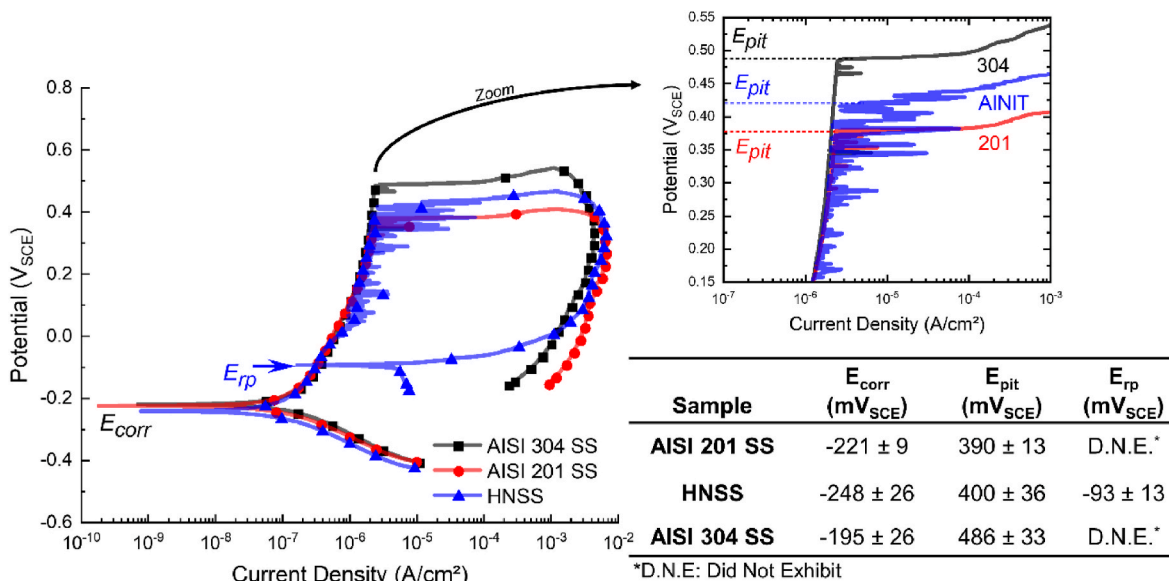 0.8
0.6
0.4
0.2
0.0
-0.2
-0.4
-0.6
Potential (V_SCE)
Zoom
E_rp
E_corr
AISI 304 SS
AISI 201 SS
HNSS
10⁻¹⁰ 10⁻⁹ 10⁻⁸ 10⁻⁷ 10⁻⁶ 10⁻⁵ 10⁻⁴ 10⁻³ 10⁻²
Current Density (A/cm²)
0.55
0.50
0.45
0.40
0.35
0.30
0.25
0.20
0.15
Potential (V_SCE)
E_pit
304
E_pit
AINIT
201
E_pit
10⁻⁷ 10⁻⁶ 10⁻⁵ 10⁻⁴ 10⁻³
Current Density (A/cm²)
E_corr E_pit E_rp
Sample (mV_SCE) (mV_SCE) (mV_SCE)
AISI 201 SS -221 ± 9 390 ± 13 D.N.E.*
HNSS -248 ± 26 400 ± 36 -93 ± 13
AISI 304 SS -195 ± 26 486 ± 33 D.N.E.*
*D.N.E: Did Not Exhibit